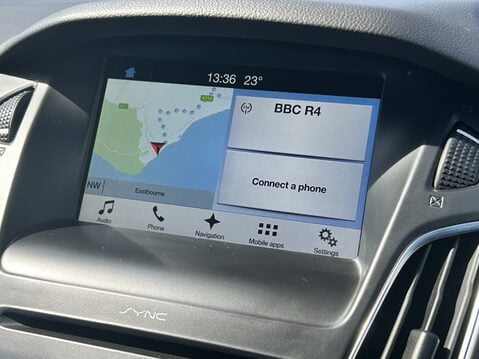 13:36 23°
BBC R4
Connect a phone
NW
Eastbourne
Audio
Phone
Navigation
Mobile apps
Settings
SYNC